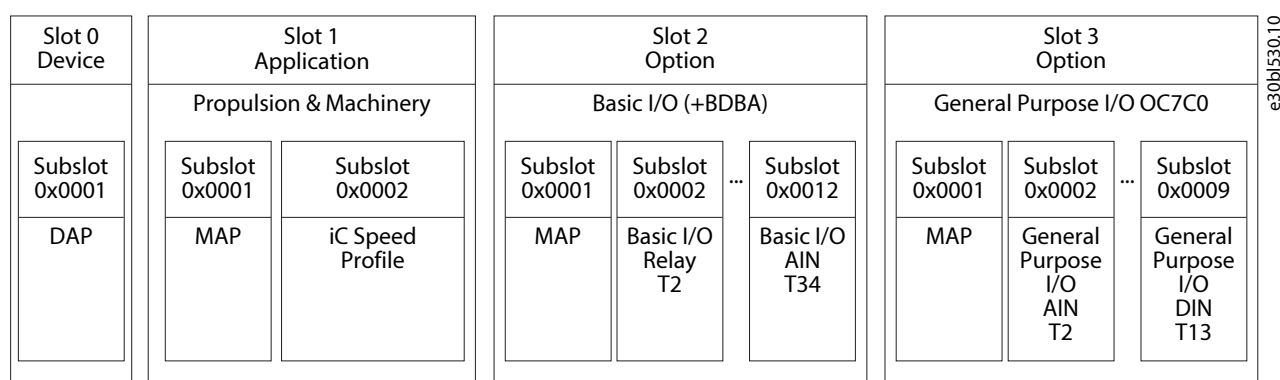 Slot 0
Device
Slot 1
Application
Slot 2
Option
Slot 3
Option
Propulsion & Machinery
Basic I/O (+BDBA)
General Purpose I/O OC7C0
Subslot
0x0001
Subslot
0x0001
Subslot
0x0002
Subslot
0x0001
Subslot
0x0002
...
Subslot
0x0012
Subslot
0x0001
Subslot
0x0002
...
Subslot
0x0009
DAP
MAP
iC Speed
Profile
MAP
Basic I/O
Relay
T2
Basic I/O
AIN
T34
MAP
General
Purpose
I/O
AIN
T2
General
Purpose
I/O
DIN
T13
e30bl530.10